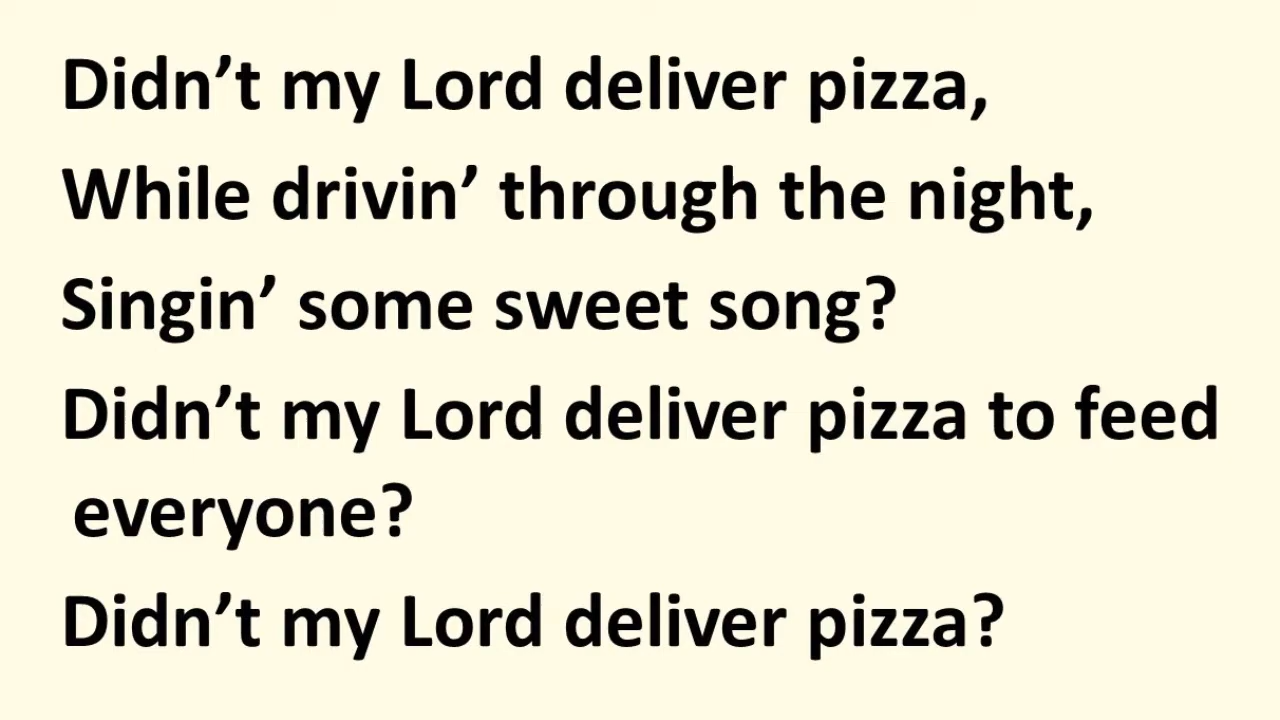 Didn’t my Lord deliver pizza,
While drivin’ through the night,
Singin’ some sweet song?
Didn’t my Lord deliver pizza to feed
everyone?
Didn’t my Lord deliver pizza?